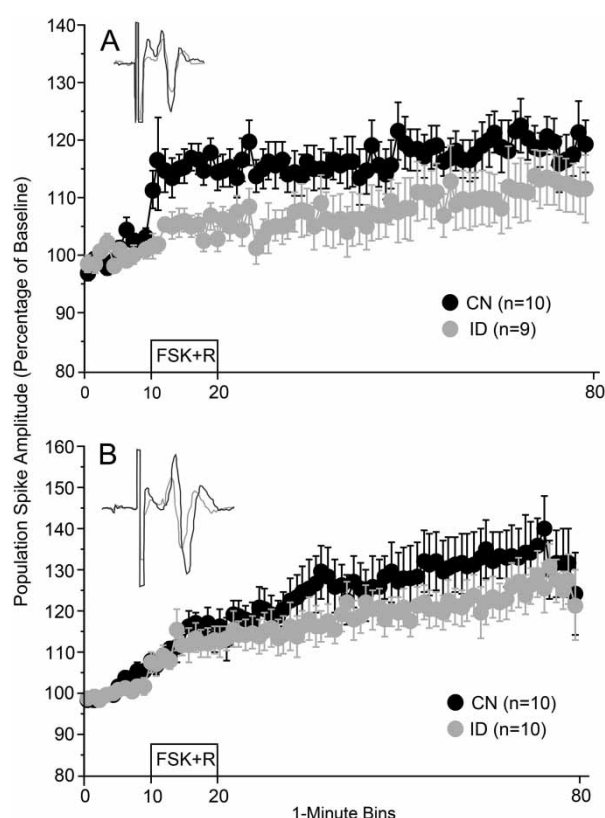 Population Spike Amplitude (Percentage of Baseline)
A
140
130
120
110
100
90
80
CN (n=10)
ID (n=9)
FSK+R
0
10
20
80
B
160
150
140
130
120
110
100
90
80
CN (n=10)
ID (n=10)
FSK+R
0
10
20
80
1-Minute Bins